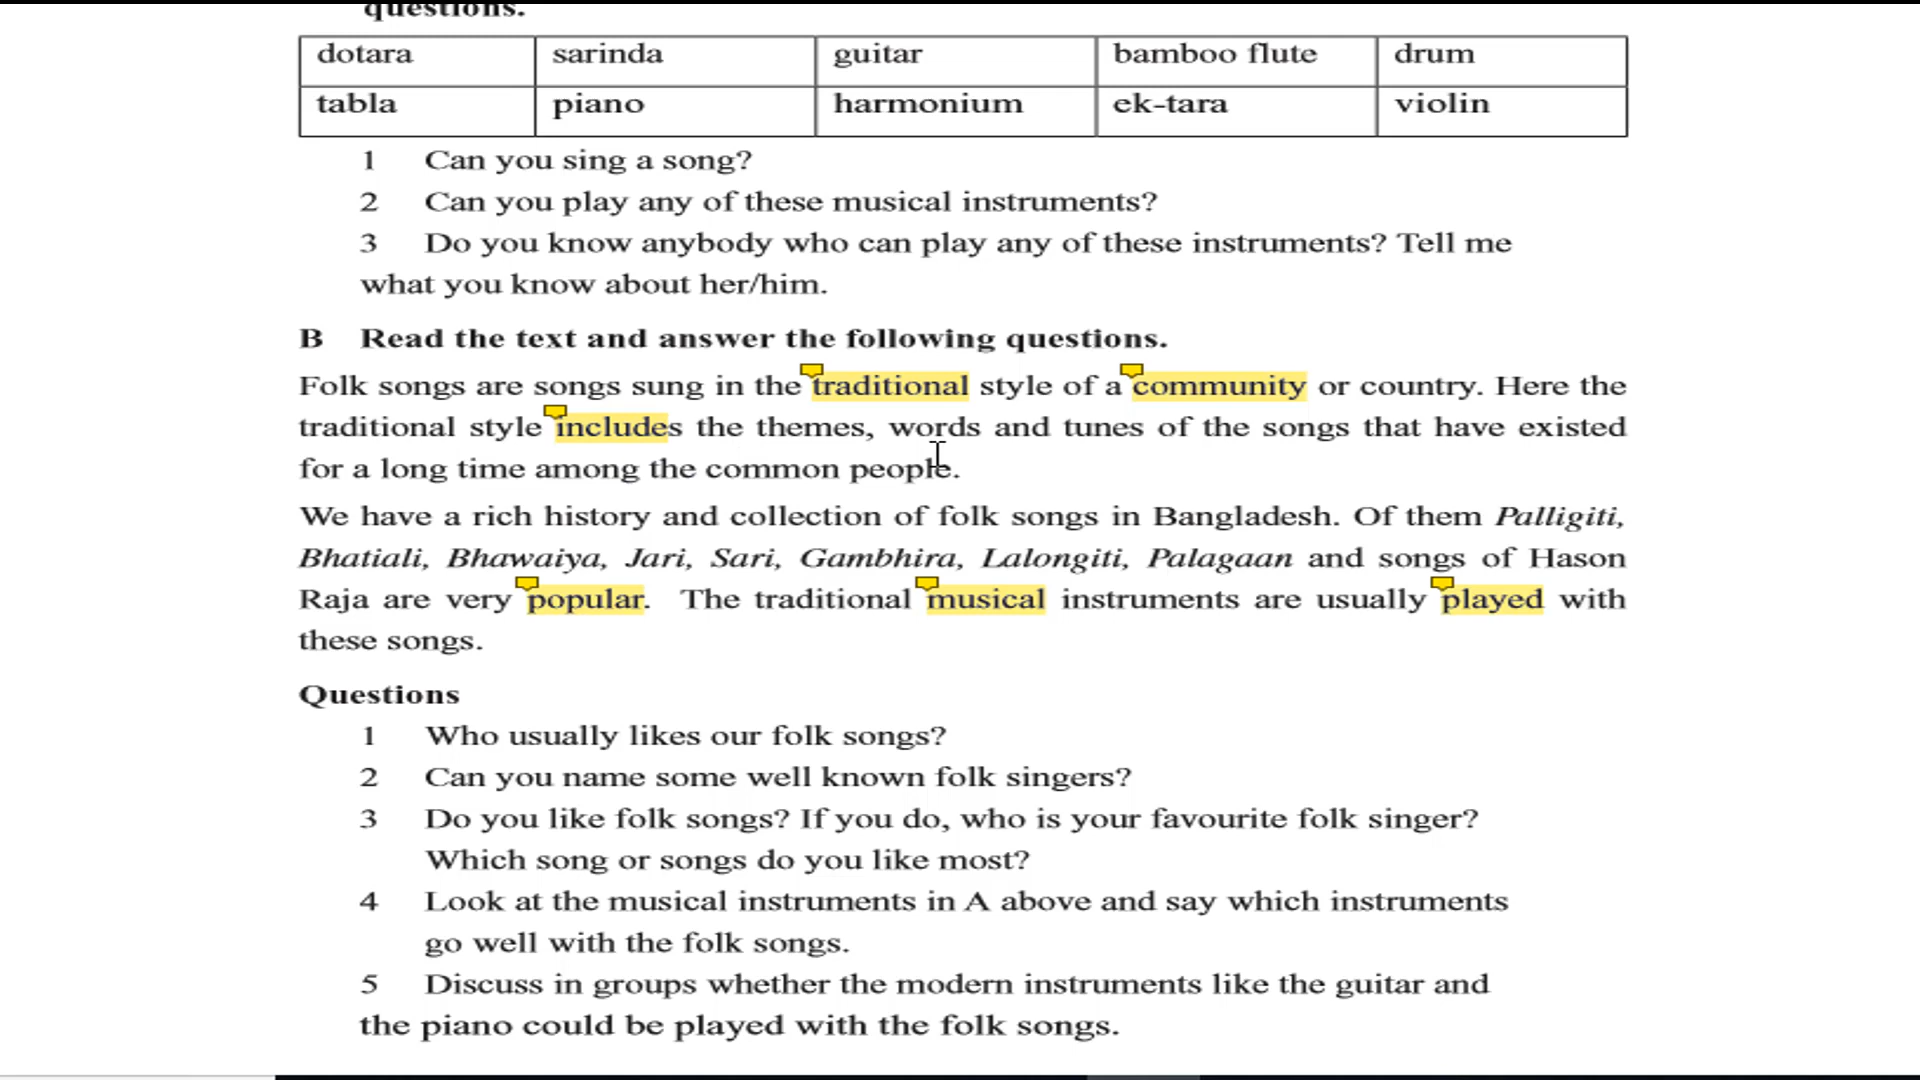 questions.
dotara sarinda guitar bamboo flute drum
tabla piano harmonium ek-tara violin
1 Can you sing a song?
2 Can you play any of these musical instruments?
3 Do you know anybody who can play any of these instruments? Tell me
what you know about her/him.
B Read the text and answer the following questions.
Folk songs are songs sung in the traditional style of a community or country. Here the
traditional style includes the themes, words and tunes of the songs that have existed
for a long time among the common people.
We have a rich history and collection of folk songs in Bangladesh. Of them Palligiti,
Bhatiali, Bhawaiya, Jari, Sari, Gambhira, Lalongiti, Palagaan and songs of Hason
Raja are very popular. The traditional musical instruments are usually played with
these songs.
Questions
1 Who usually likes our folk songs?
2 Can you name some well known folk singers?
3 Do you like folk songs? If you do, who is your favourite folk singer?
Which song or songs do you like most?
4 Look at the musical instruments in A above and say which instruments
go well with the folk songs.
5 Discuss in groups whether the modern instruments like the guitar and
the piano could be played with the folk songs.